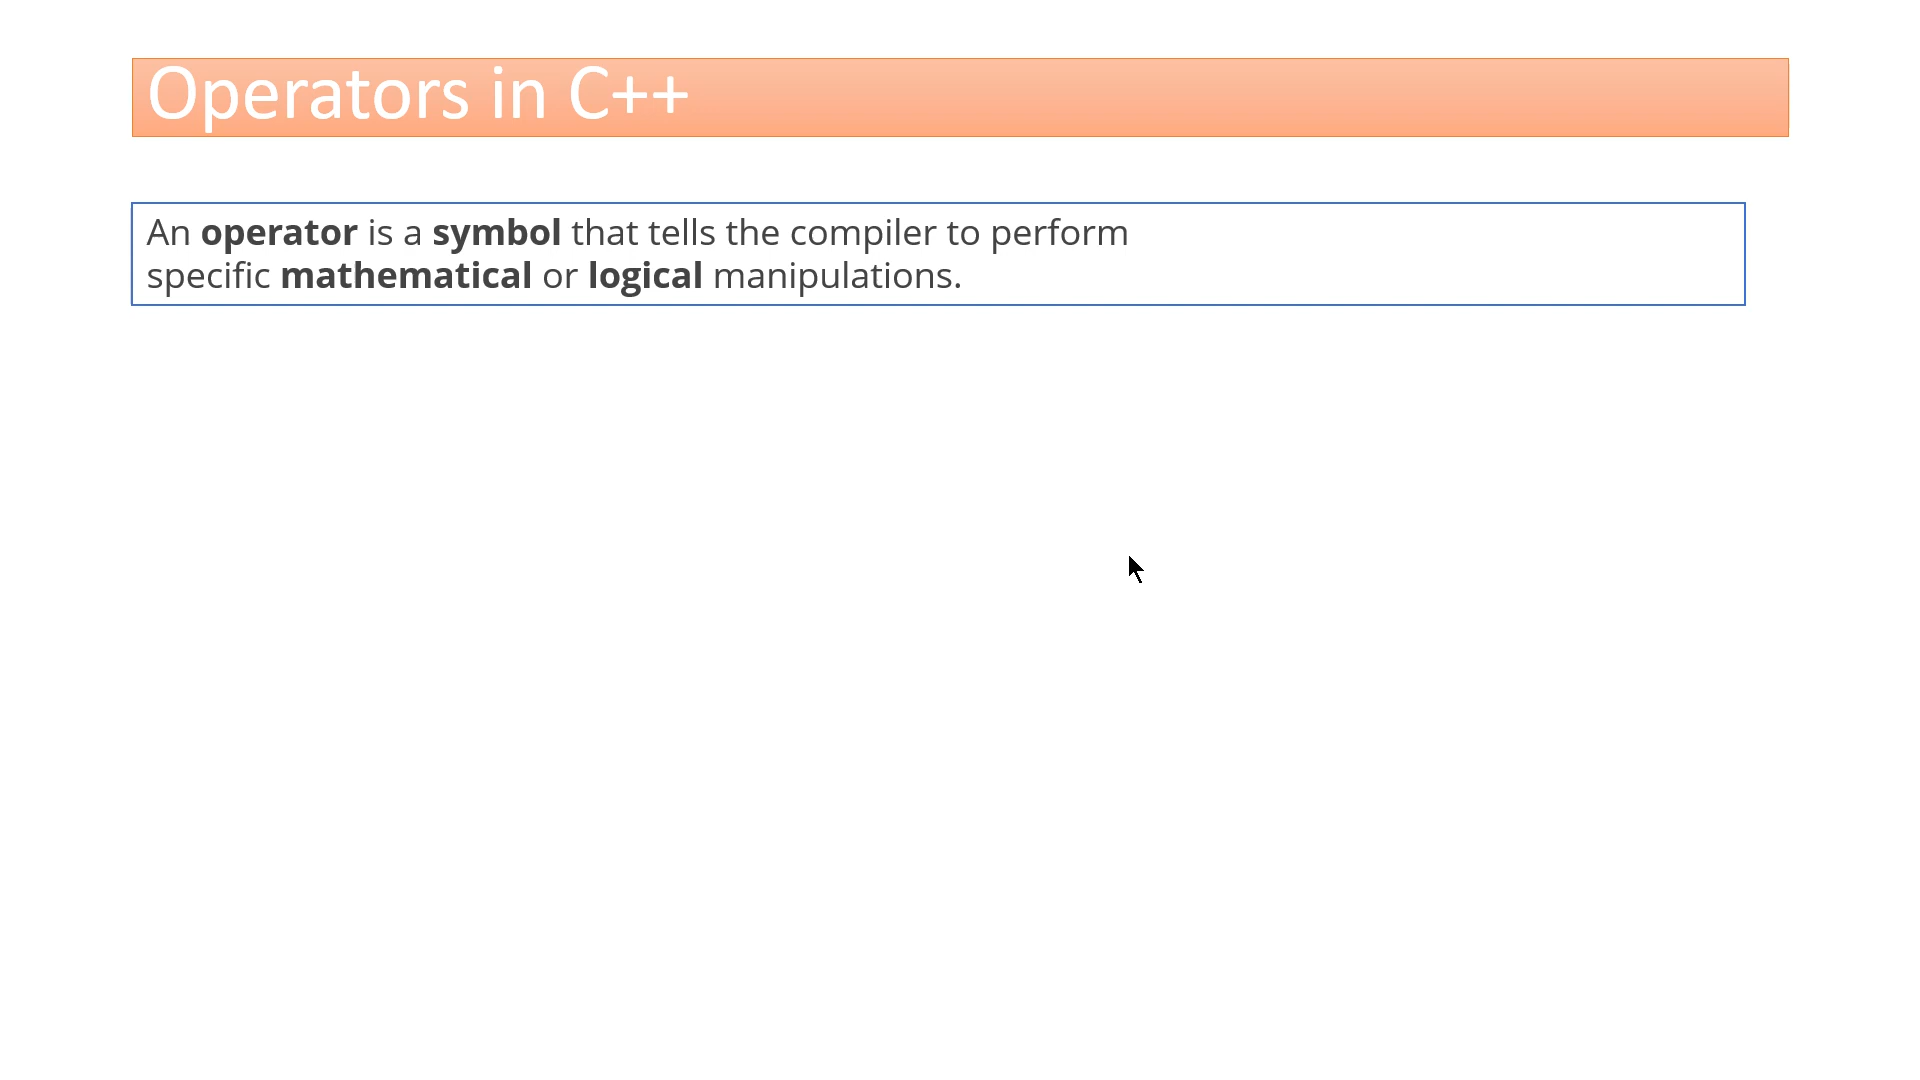 Operators in C++
An operator is a symbol that tells the compiler to perform
specific mathematical or logical manipulations.